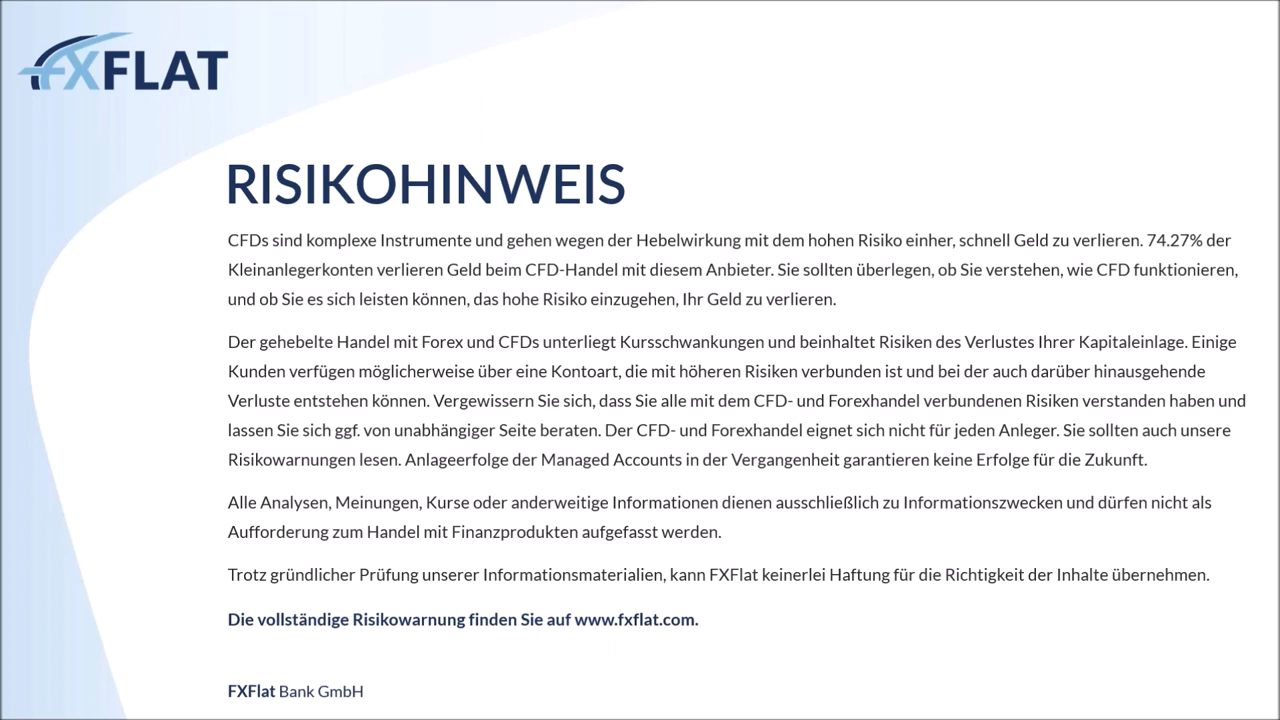 FXFLAT
RISIKOHINWEIS
CFDs sind komplexe Instrumente und gehen wegen der Hebelwirkung mit dem hohen Risiko einher, schnell Geld zu verlieren. 74.27% der
Kleinanlegerkonten verlieren Geld beim CFD-Handel mit diesem Anbieter. Sie sollten überlegen, ob Sie verstehen, wie CFD funktionieren,
und ob Sie es sich leisten können, das hohe Risiko einzugehen, Ihr Geld zu verlieren.
Der gehebelte Handel mit Forex und CFDs unterliegt Kursschwankungen und beinhaltet Risiken des Verlustes Ihrer Kapitaleinlage. Einige
Kunden verfügen möglicherweise über eine Kontoart, die mit höheren Risiken verbunden ist und bei der auch darüber hinausgehende
Verluste entstehen können. Vergewissern Sie sich, dass Sie alle mit dem CFD- und Forexhandel verbundenen Risiken verstanden haben und
lassen Sie sich ggf. von unabhängiger Seite beraten. Der CFD- und Forexhandel eignet sich nicht für jeden Anleger. Sie sollten auch unsere
Risikowarnungen lesen. Anlageerfolge der Managed Accounts in der Vergangenheit garantieren keine Erfolge für die Zukunft.
Alle Analysen, Meinungen, Kurse oder anderweitige Informationen dienen ausschließlich zu Informationszwecken und dürfen nicht als
Aufforderung zum Handel mit Finanzprodukten aufgefasst werden.
Trotz gründlicher Prüfung unserer Informationsmaterialien, kann FXFlat keinerlei Haftung für die Richtigkeit der Inhalte übernehmen.
Die vollständige Risikowarnung finden Sie auf www.fxflat.com.
FXFlat Bank GmbH